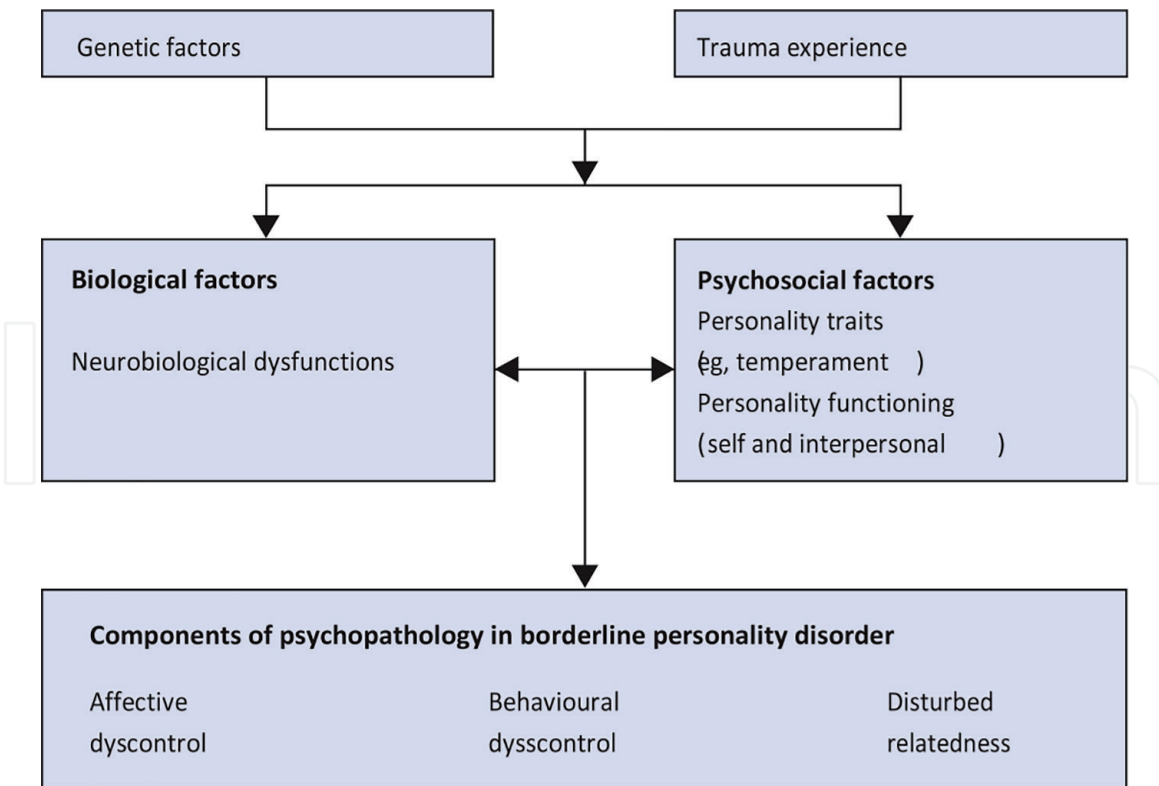 Genetic factors
Trauma experience
Biological factors
Neurobiological dysfunctions
Psychosocial factors
Personality traits
(eg, temperament )
Personality functioning
(self and interpersonal )
Components of psychopathology in borderline personality disorder
Affective
dyscontrol
Behavioural
dysscontrol
Disturbed
relatedness